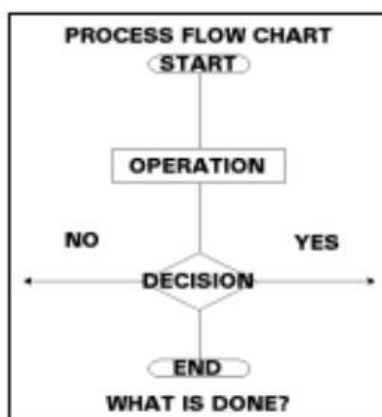 PROCESS FLOW CHART
START
OPERATION
NO
YES
DECISION
END
WHAT IS DONE?